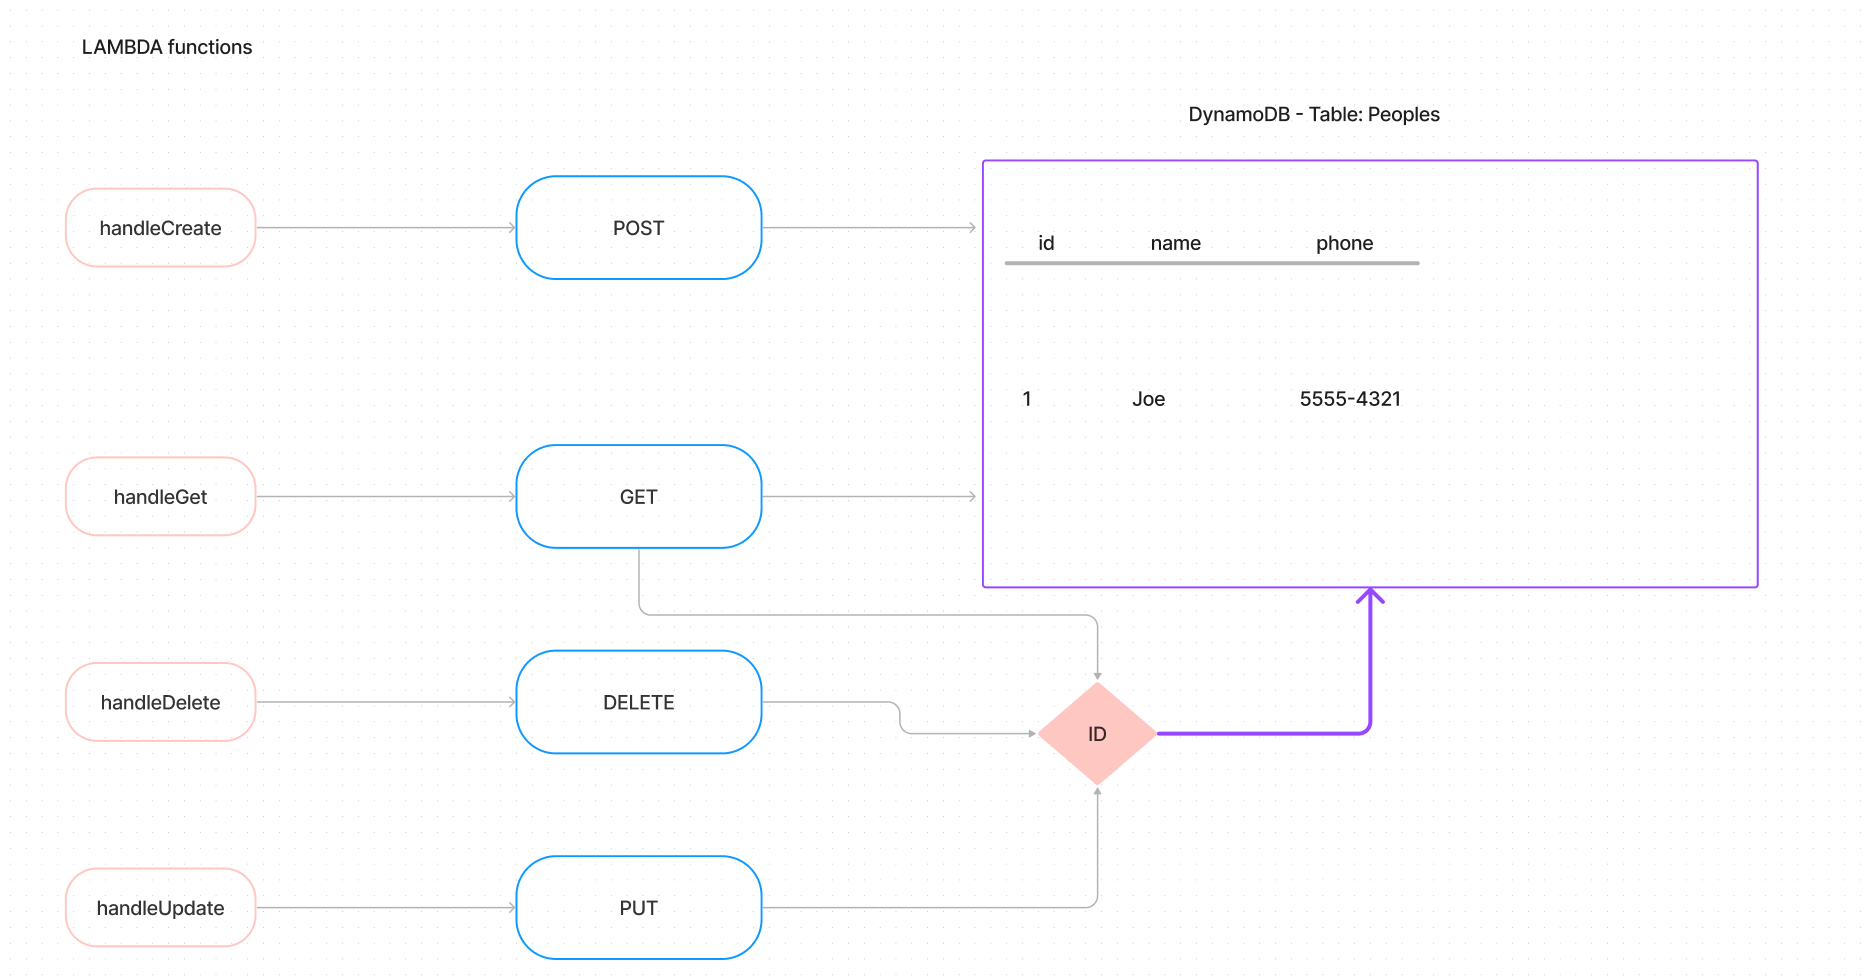 LAMBDA functions
DynamoDB - Table: Peoples
handleCreate
POST
id name phone
1 Joe 5555-4321
handleGet
GET
handleDelete
DELETE
ID
handleUpdate
PUT